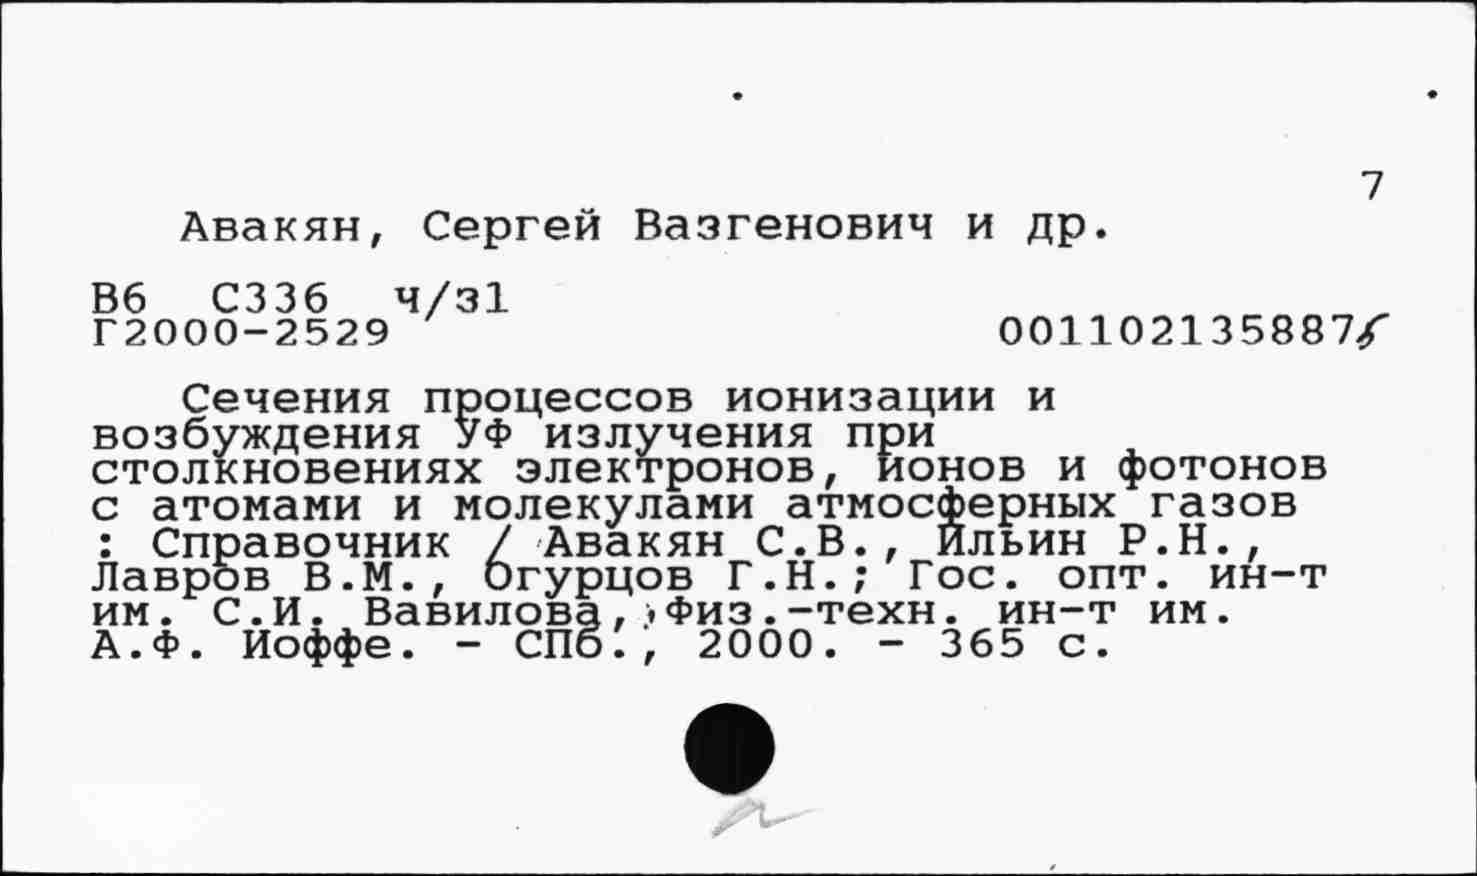 7
Авакян, Сергей Вазгенович и др.
В6 С336 ч/з1
Г2000-2529
001102135887
Сечения процессов ионизации и
возбуждения УФ излучения при
столкновениях электронов, ионов и фотонов
с атомами и молекулами атмосферных газов
: Справочник / Авакян С.В., Ильин Р.Н.,
Лавров В.М., Огурцов Г.Н.; Гос. опт. ин-т
им. С.И. Вавилова, Физ.-техн. ин-т им.
А.Ф. Иоффе. - СПб., 2000. - 365 с.